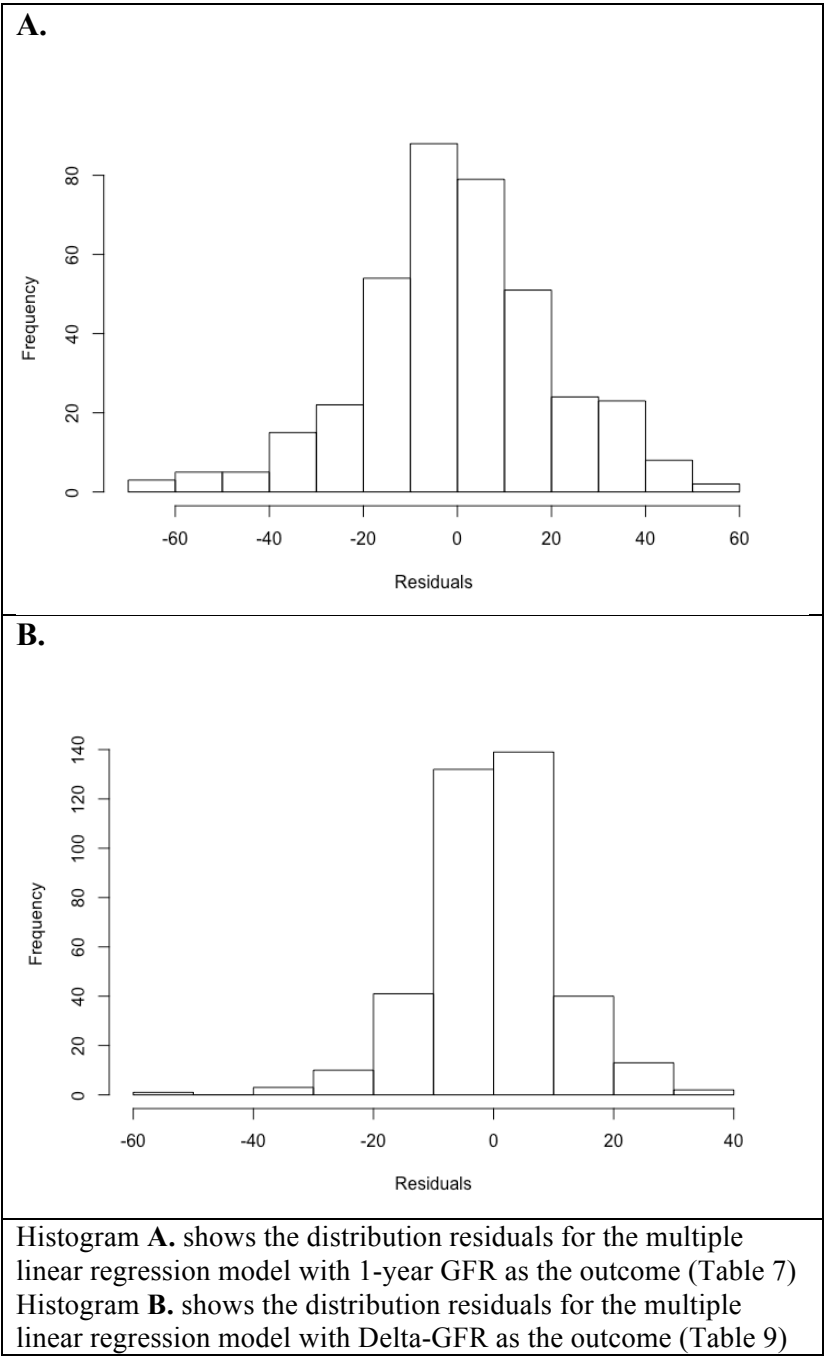 A.
80
60
40
20
0
Frequency
-60 -40 -20 0 20 40 60
Residuals
B.
140
120
100
80
60
40
20
0
Frequency
-60 -40 -20 0 20 40
Residuals
Histogram A. shows the distribution residuals for the multiple
linear regression model with 1-year GFR as the outcome (Table 7)
Histogram B. shows the distribution residuals for the multiple
linear regression model with Delta-GFR as the outcome (Table 9)